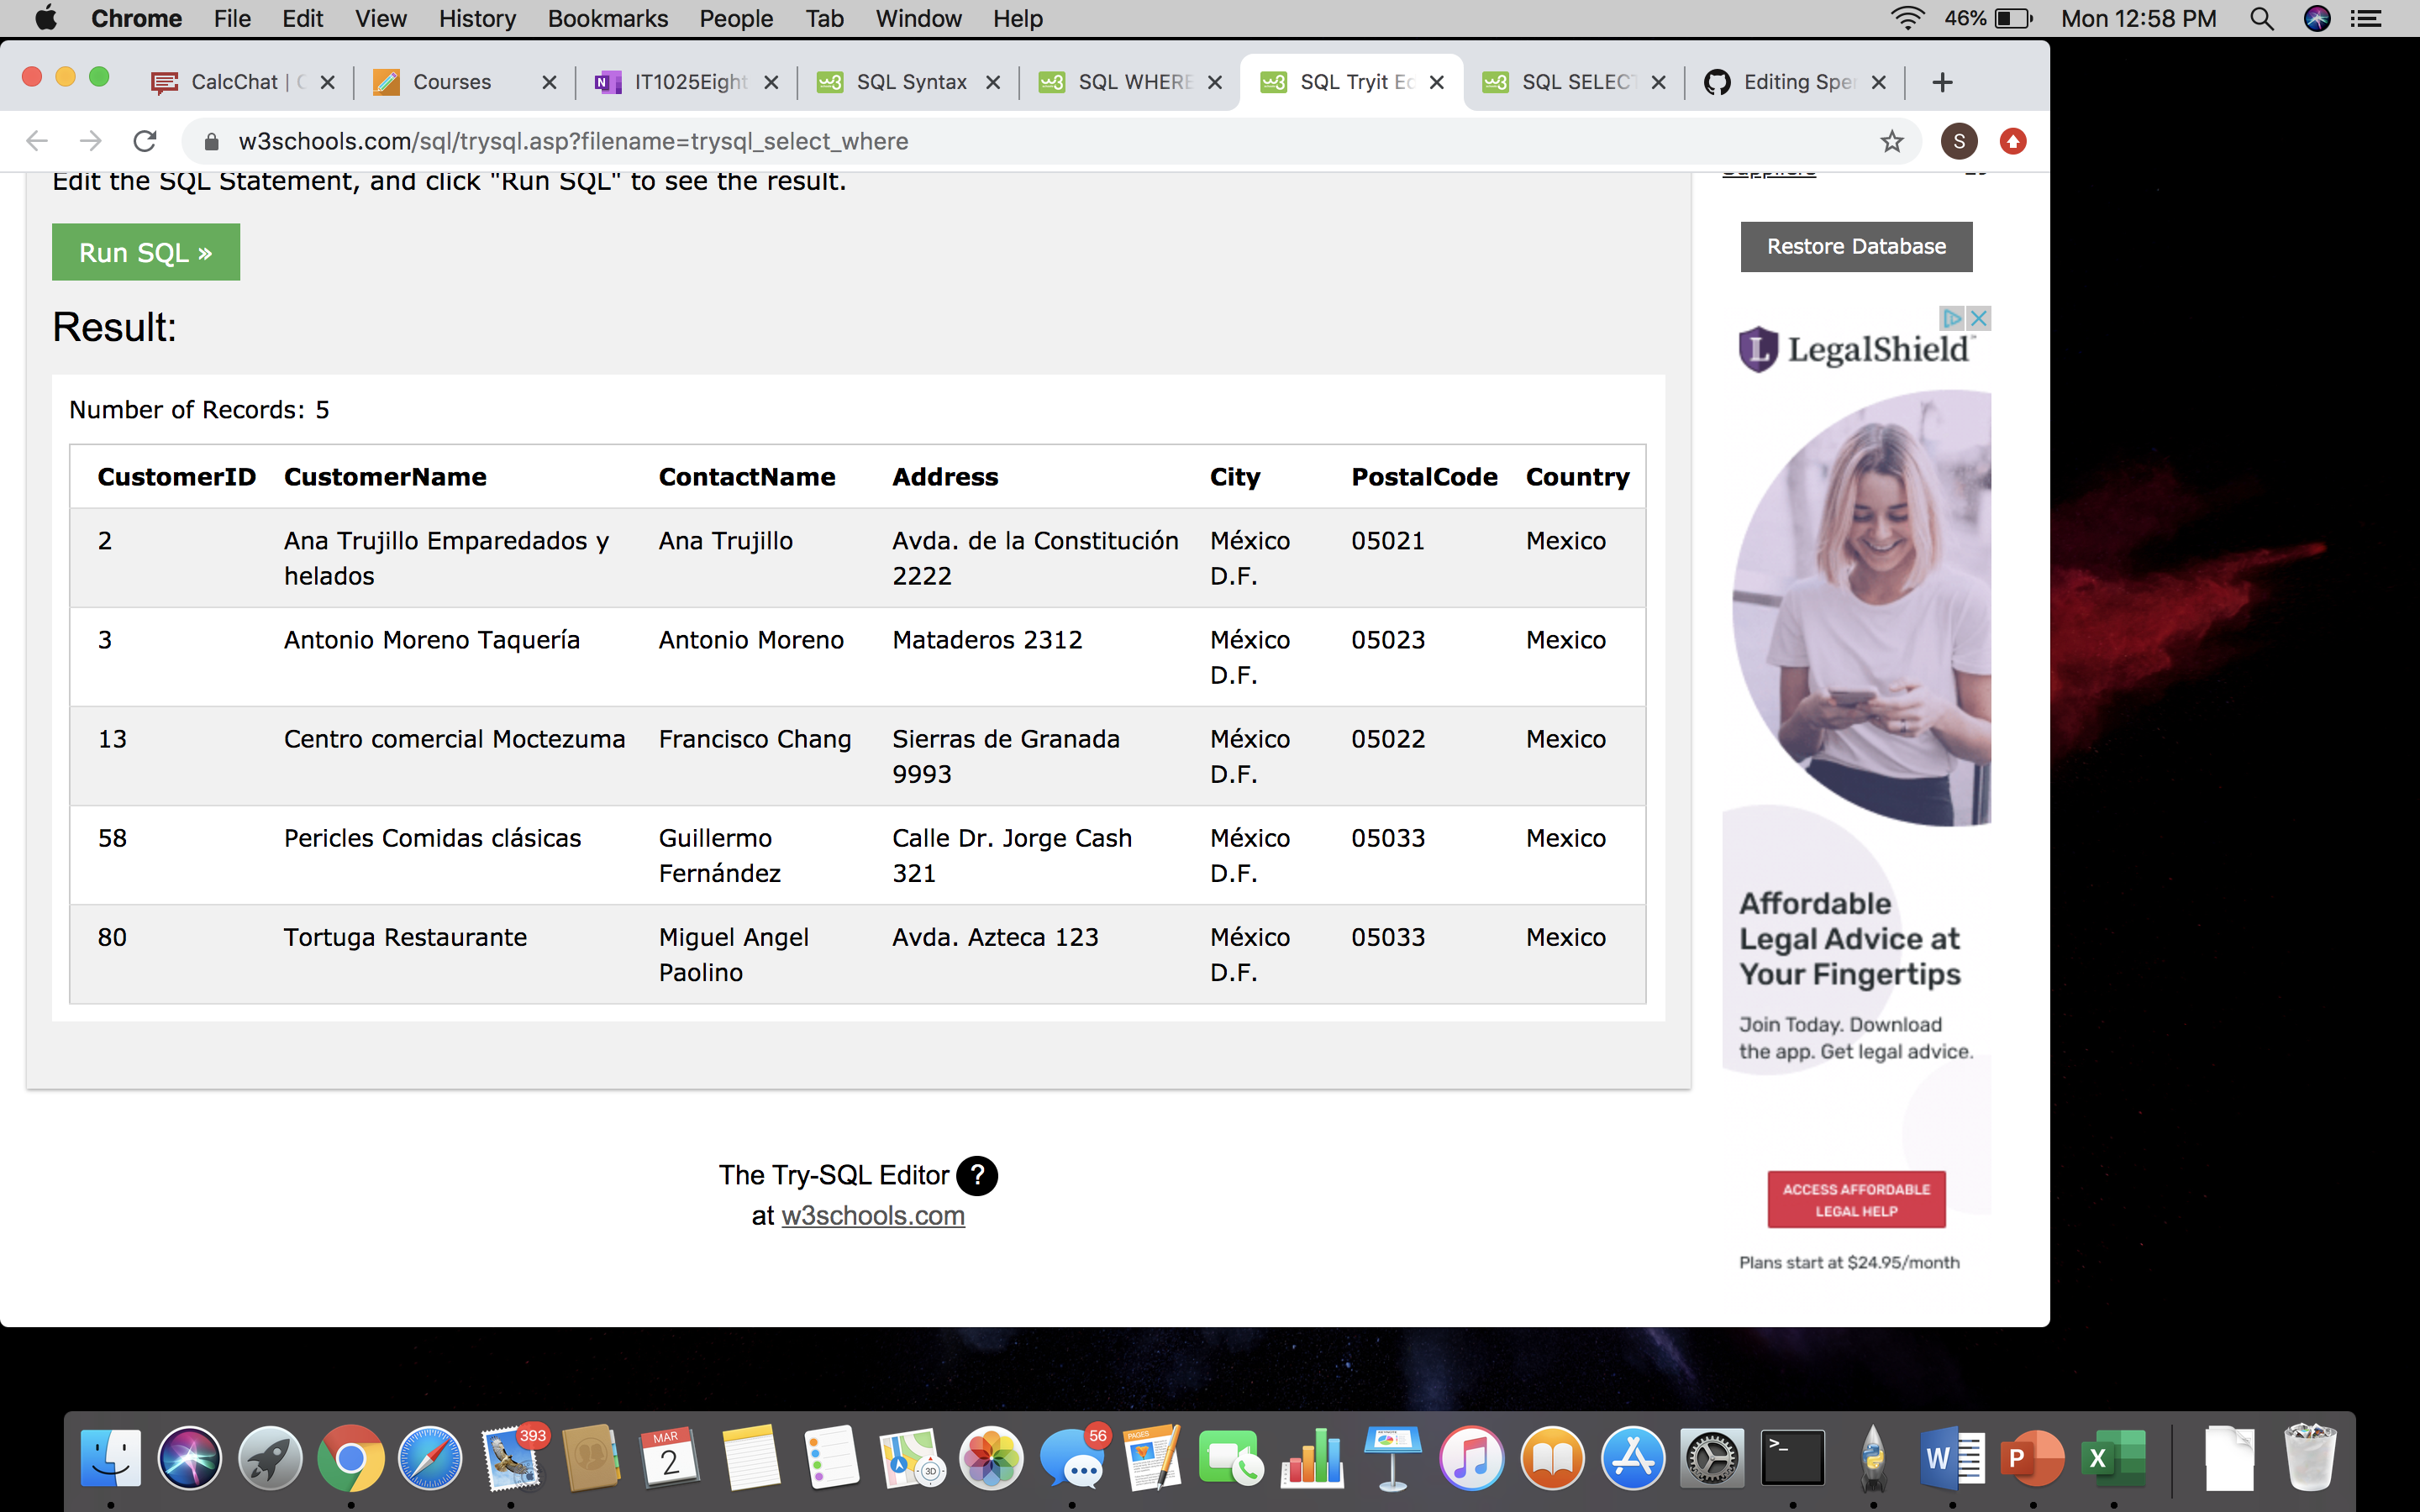 Chrome File Edit View History Bookmarks People Tab Window Help 46% Mon 12:58 PM
CalcChat | Courses IT1025Eight SQL Syntax SQL WHERE SQL Tryit Ed SQL SELECT Editing Spe
w3schools.com/sql/trysql.asp?filename=trysql_select_where S
Edit the SQL Statement, and click "Run SQL" to see the result.
Suppliers 29
Run SQL »
Restore Database
Result:
LegalShield
Number of Records: 5
CustomerID CustomerName ContactName Address City PostalCode Country
2 Ana Trujillo Emparedados y Ana Trujillo Avda. de la Constitución México 05021 Mexico
helados 2222 D.F.
3 Antonio Moreno Taquería Antonio Moreno Mataderos 2312 México 05023 Mexico
D.F.
13 Centro comercial Moctezuma Francisco Chang Sierras de Granada México 05022 Mexico
9993 D.F.
58 Pericles Comidas clásicas Guillermo Calle Dr. Jorge Cash México 05033 Mexico
Fernández 321 D.F.
80 Tortuga Restaurante Miguel Angel Avda. Azteca 123 México 05033 Mexico
Paolino D.F.
Affordable
Legal Advice at
Your Fingertips
Join Today. Download
the app. Get legal advice.
ACCESS AFFORDABLE
LEGAL HELP
Plans start at $24.95/month
The Try-SQL Editor ?
at w3schools.com
393 MAR 2 3D 56 PAGES >_ W P X